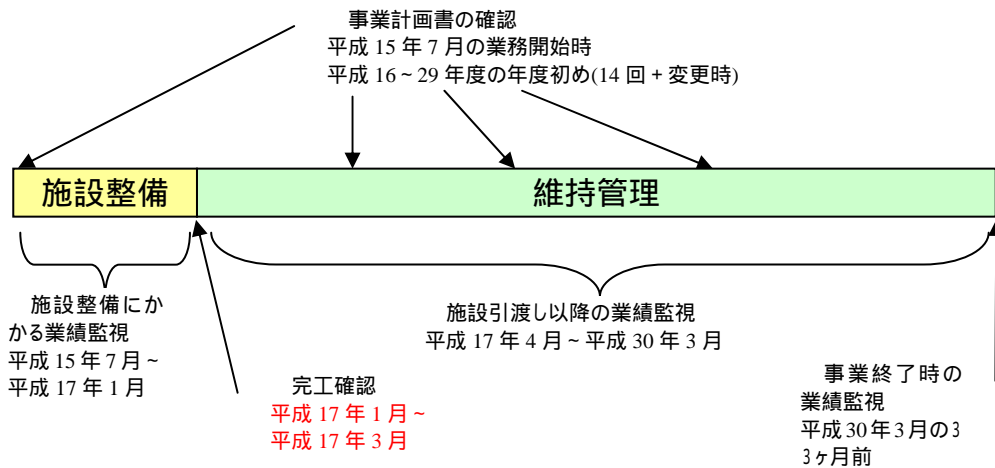 事業計画書の確認
平成 15 年 7 月の業務開始時
平成 16~29 年度の年度初め(14 回 + 変更時)
施設整備
維持管理
施設整備にか
かる業績監視
平成 15 年 7 月 ~
平成 17 年 1 月
完工確認
平成 17 年 1 月 ~
平成 17 年 3 月
施設引渡し以降の業績監視
平成 17 年 4 月 ~ 平成 30 年 3 月
事業終了時の
業績監視
平成 30 年 3 月の 3
3ヶ月前